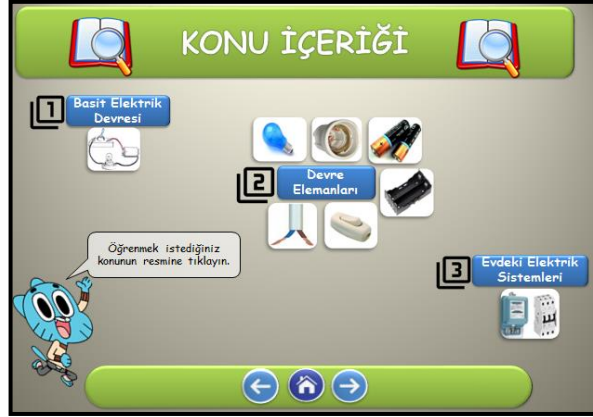 KONU İÇERİĞİ
1
Basit Elektrik
Devresi
2
Devre
Elemanları
Öğrenmek istediğiniz
konunun resmine tıklayın.
3
Evdeki Elektrik
Sistemleri